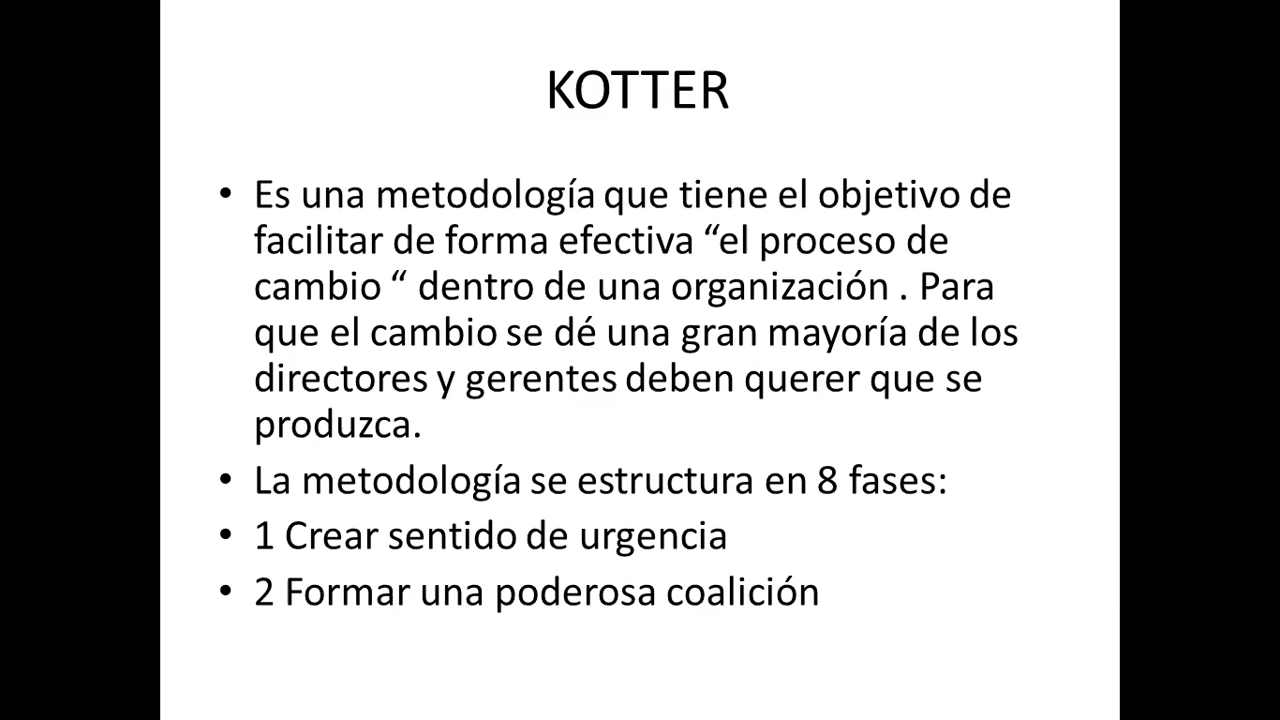 KOTTER
• Es una metodología que tiene el objetivo de
facilitar de forma efectiva “el proceso de
cambio “ dentro de una organización . Para
que el cambio se dé una gran mayoría de los
directores y gerentes deben querer que se
produzca.
• La metodología se estructura en 8 fases:
• 1 Crear sentido de urgencia
• 2 Formar una poderosa coalición